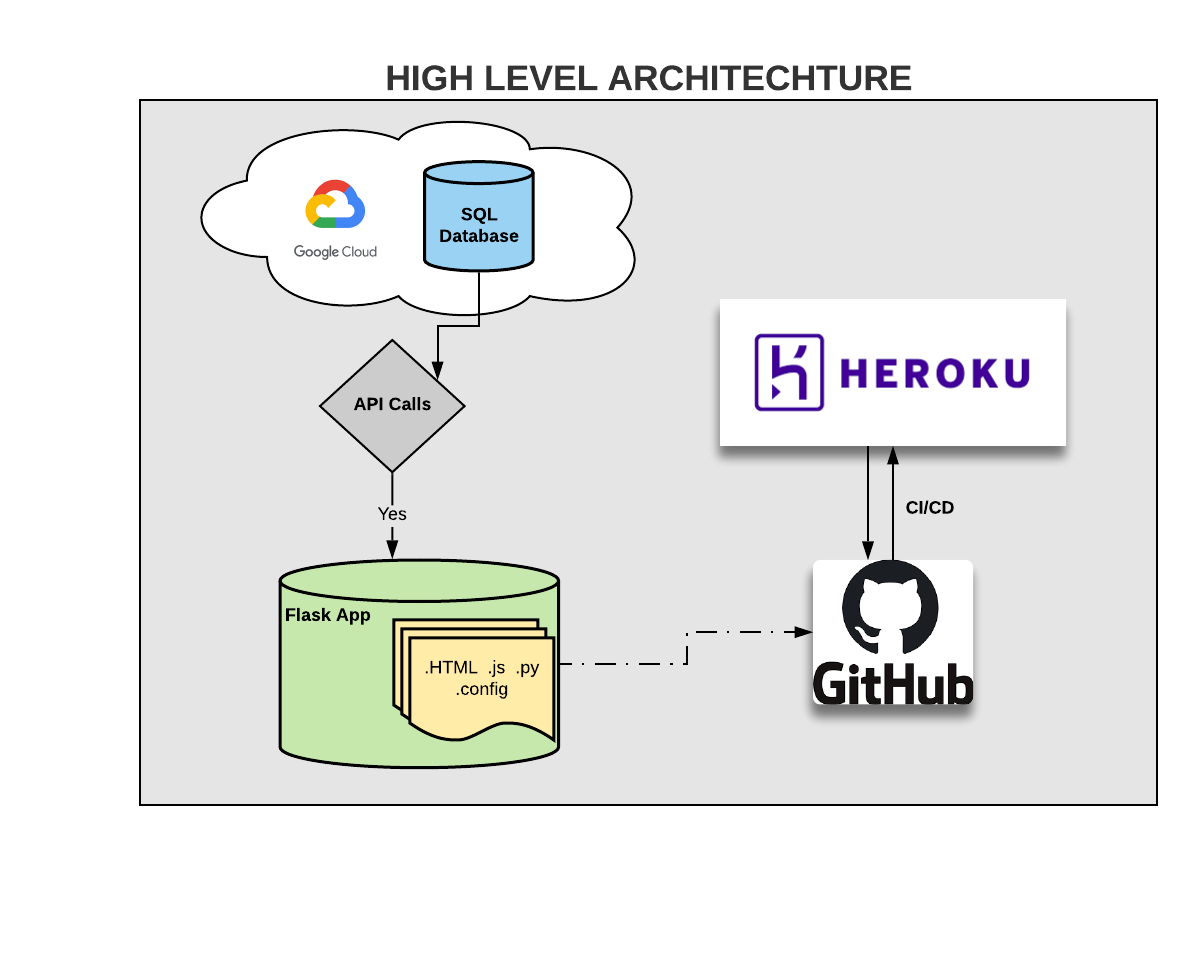 HIGH LEVEL ARCHITECHTURE
Google Cloud
SQL
Database
API Calls
Yes
Flask App
.HTML .js .py
.config
HEROKU
CI/CD
GitHub